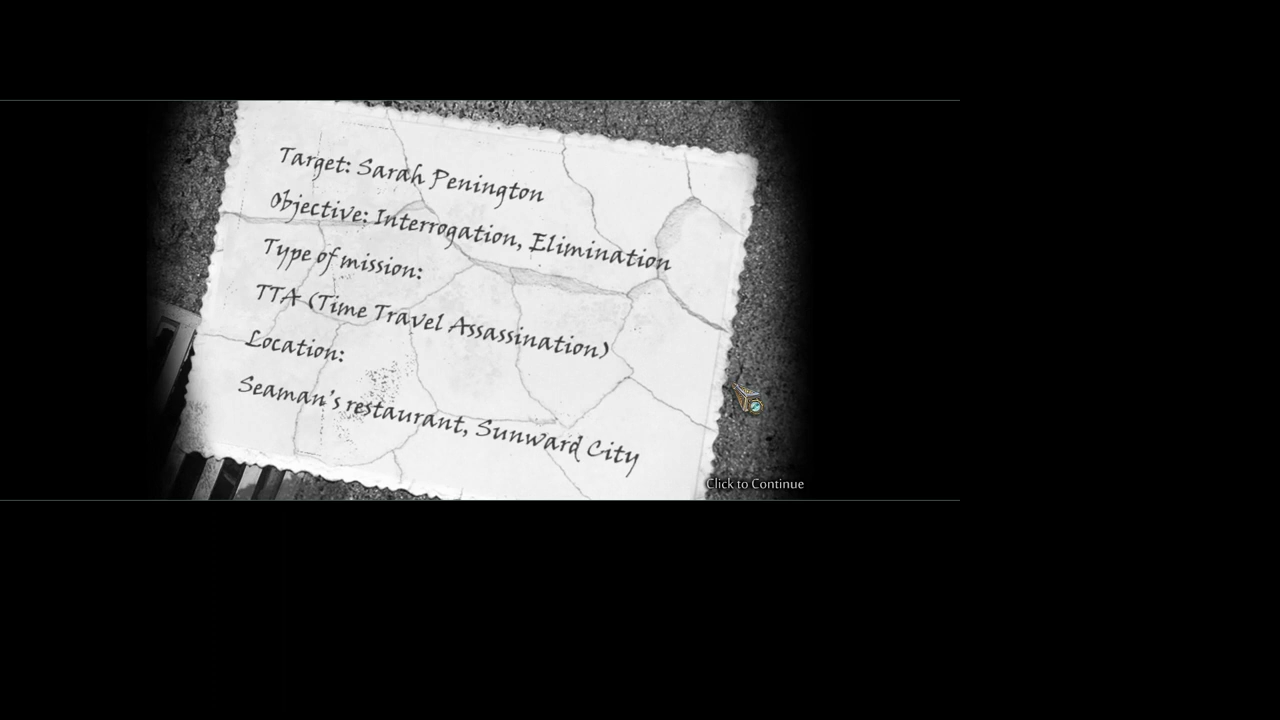 Target: Sarah Penington
Objective: Interrogation, Elimination
Type of mission:
TTA (Time Travel Assassination)
Location:
Seaman's restaurant, Sunward City
Click to Continue